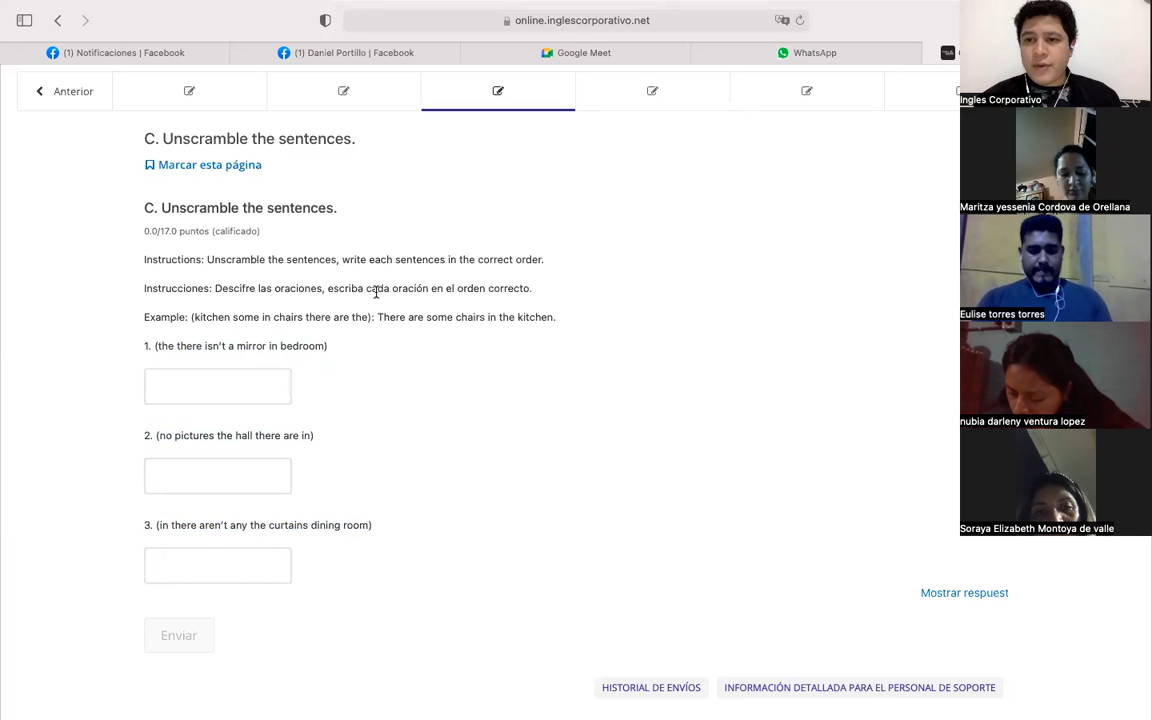 online.inglescorporativo.net
(1) Notificaciones | Facebook
(1) Daniel Portillo | Facebook
Google Meet
WhatsApp
Anterior
C. Unscramble the sentences.
Marcar esta página
C. Unscramble the sentences.
0.0/17.0 puntos (calificado)
Instructions: Unscramble the sentences, write each sentences in the correct order.
Instrucciones: Descifre las oraciones, escriba cada oración en el orden correcto.
Example: (kitchen some in chairs there are the): There are some chairs in the kitchen.
1. (the there isn't a mirror in bedroom)
2. (no pictures the hall there are in)
3. (in there aren't any the curtains dining room)
Mostrar respuest
Enviar
HISTORIAL DE ENVÍOS
INFORMACIÓN DETALLADA PARA EL PERSONAL DE SOPORTE
Ingles Corporativo
Maritza yessenia Cordova de Orellana
Eulise torres torres
nubia darleny ventura lopez
Soraya Elizabeth Montoya de valle